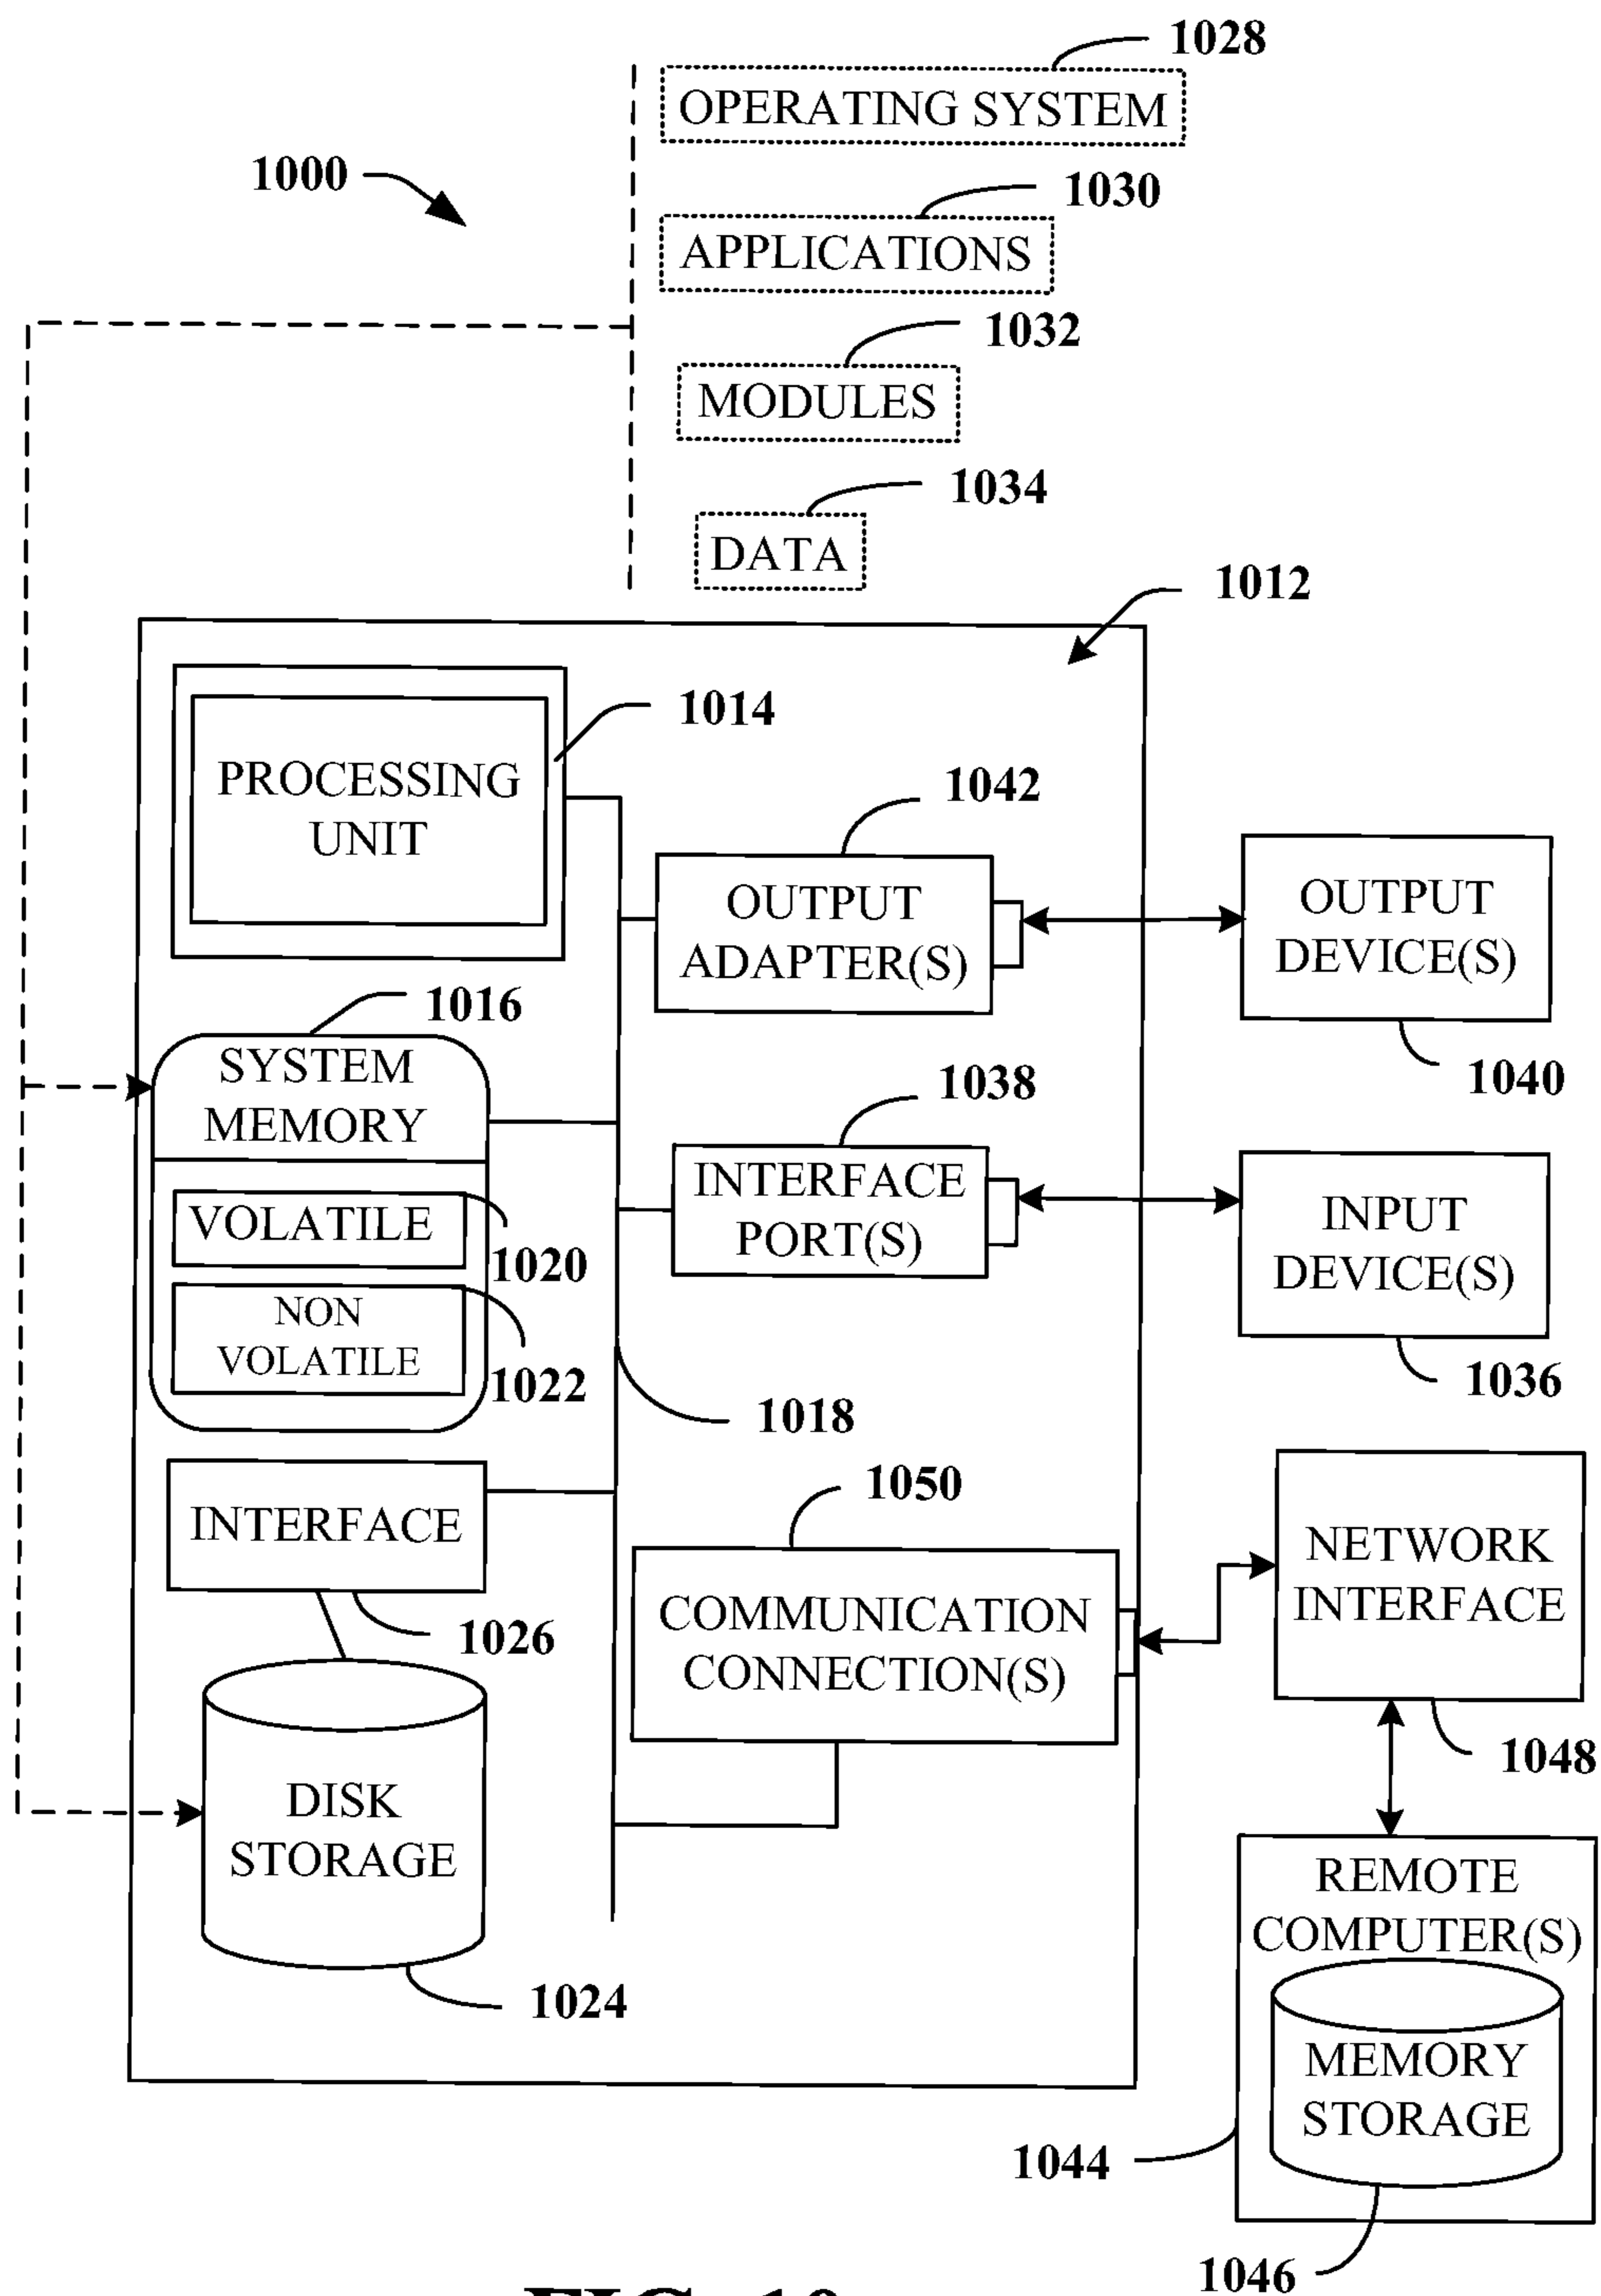 1028
OPERATING SYSTEM
1000
1030
APPLICATIONS
1032
MODULES
1034
DATA
1012
1014
PROCESSING
UNIT
1042
OUTPUT
ADAPTER(S)
OUTPUT
DEVICE(S)
1040
1016
SYSTEM
MEMORY
1038
INTERFACE
PORT(S)
INPUT
DEVICE(S)
1036
VOLATILE
1020
NON
VOLATILE
1022
1018
1050
INTERFACE
1026
COMMUNICATION
CONNECTION(S)
NETWORK
INTERFACE
1048
DISK
STORAGE
1024
REMOTE
COMPUTER(S)
MEMORY
STORAGE
1044
1046